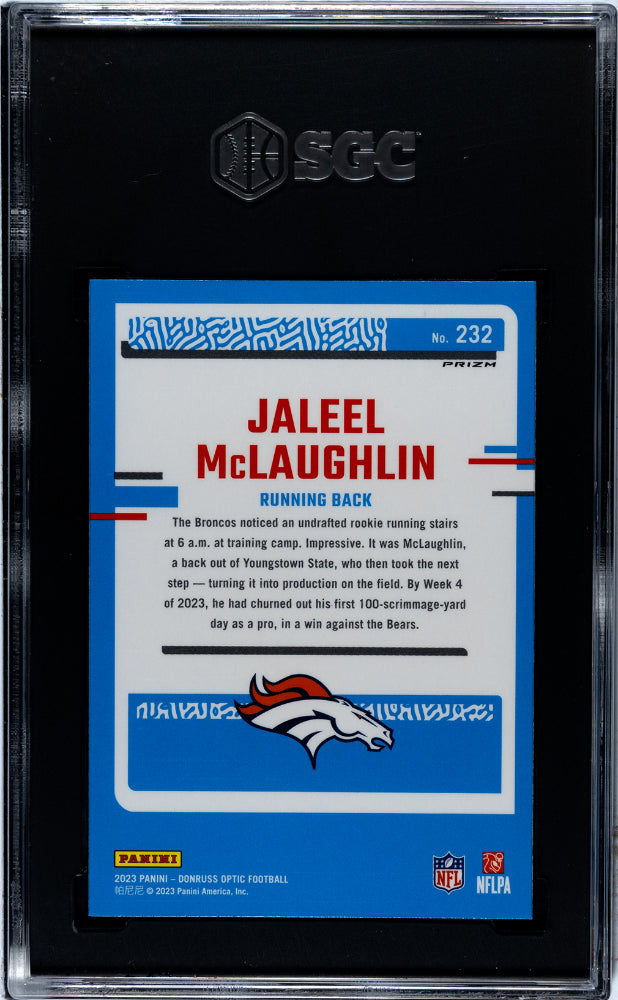 SGC
No. 232
PRIZM
JALEEL
McLAUGHLIN
RUNNING BACK
The Broncos noticed an undrafted rookie running stairs
at 6 a.m. at training camp. Impressive. It was McLaughlin,
a back out of Youngstown State, who then took the next
step — turning it into production on the field. By Week 4
of 2023, he had churned out his first 100-scrimmage-yard
day as a pro, in a win against the Bears.
PANINI
2023 PANINI – DONRUSS OPTIC FOOTBALL
帕尼尼 © 2023 Panini America, Inc.
NFL
NFLPA